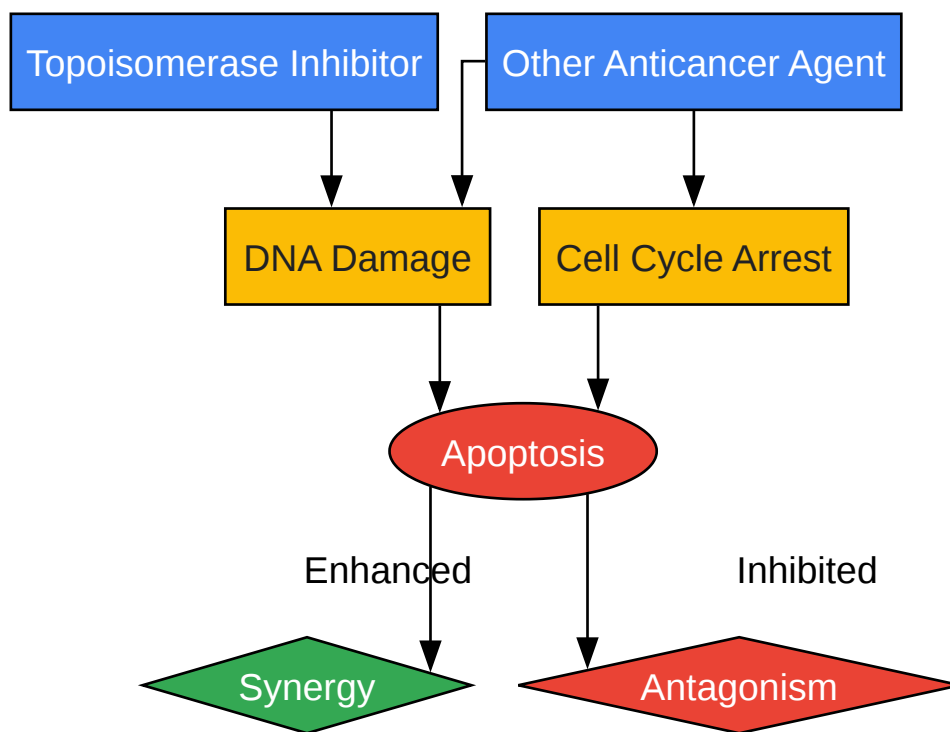 Topoisomerase Inhibitor
Other Anticancer Agent
DNA Damage
Cell Cycle Arrest
Apoptosis
Enhanced
Inhibited
Synergy
Antagonism